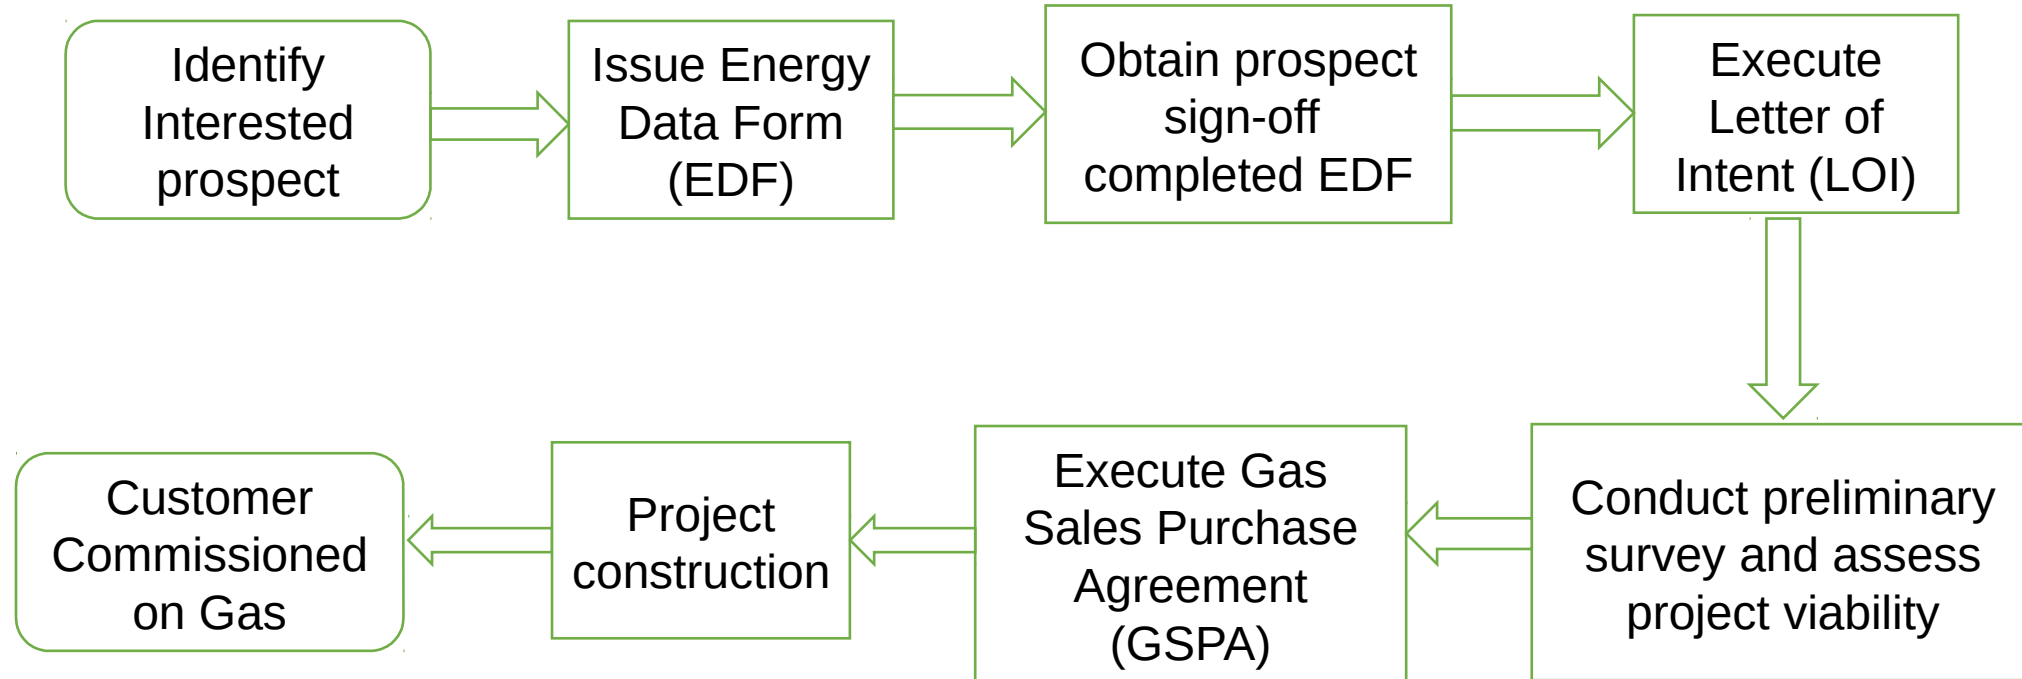 Identify
Interested
prospect
Issue Energy
Data Form
(EDF)
Obtain prospect
sign-off
completed EDF
Execute
Letter of
Intent (LOI)
Conduct preliminary
survey and assess
project viability
Execute Gas
Sales Purchase
Agreement
(GSPA)
Project
construction
Customer
Commissioned
on Gas